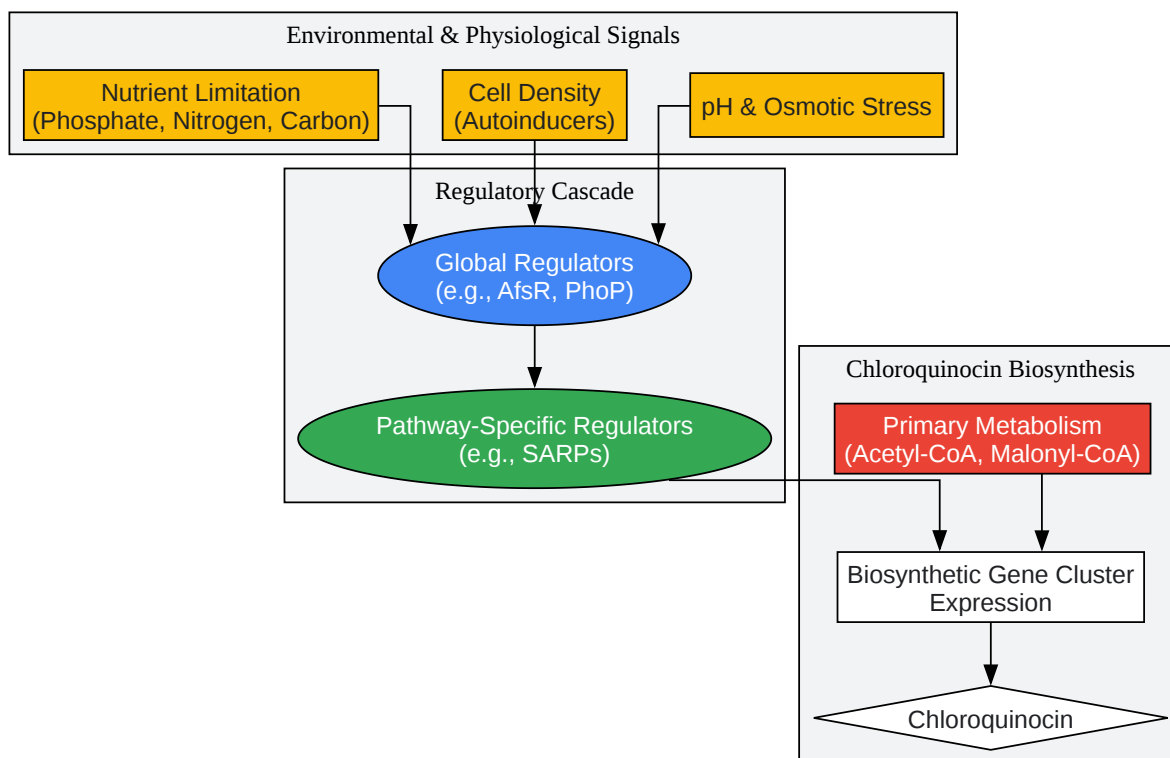 Environmental & Physiological Signals
Nutrient Limitation
(Phosphate, Nitrogen, Carbon)
Cell Density
(Autoinducers)
pH & Osmotic Stress
Regulatory Cascade
Global Regulators
(e.g., AfsR, PhoP)
Pathway-Specific Regulators
(e.g., SARPs)
Chloroquinocin Biosynthesis
Primary Metabolism
(Acetyl-CoA, Malonyl-CoA)
Biosynthetic Gene Cluster
Expression
Chloroquinocin